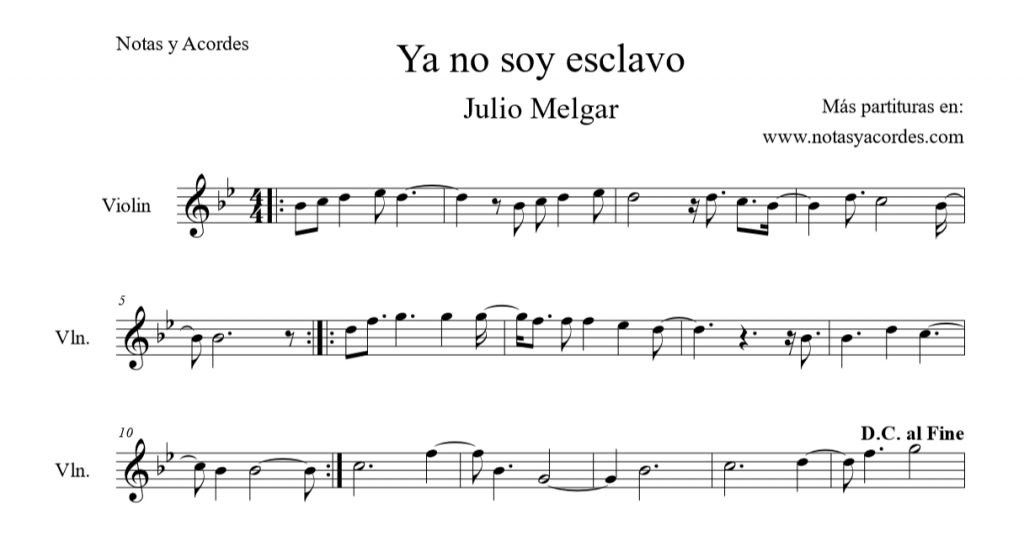 Notas y Acordes
Ya no soy esclavo
Julio Melgar
Más partituras en:
www.notasyacordes.com
Violin
4
4
5
Vln.
10
D.C. al Fine
Vln.